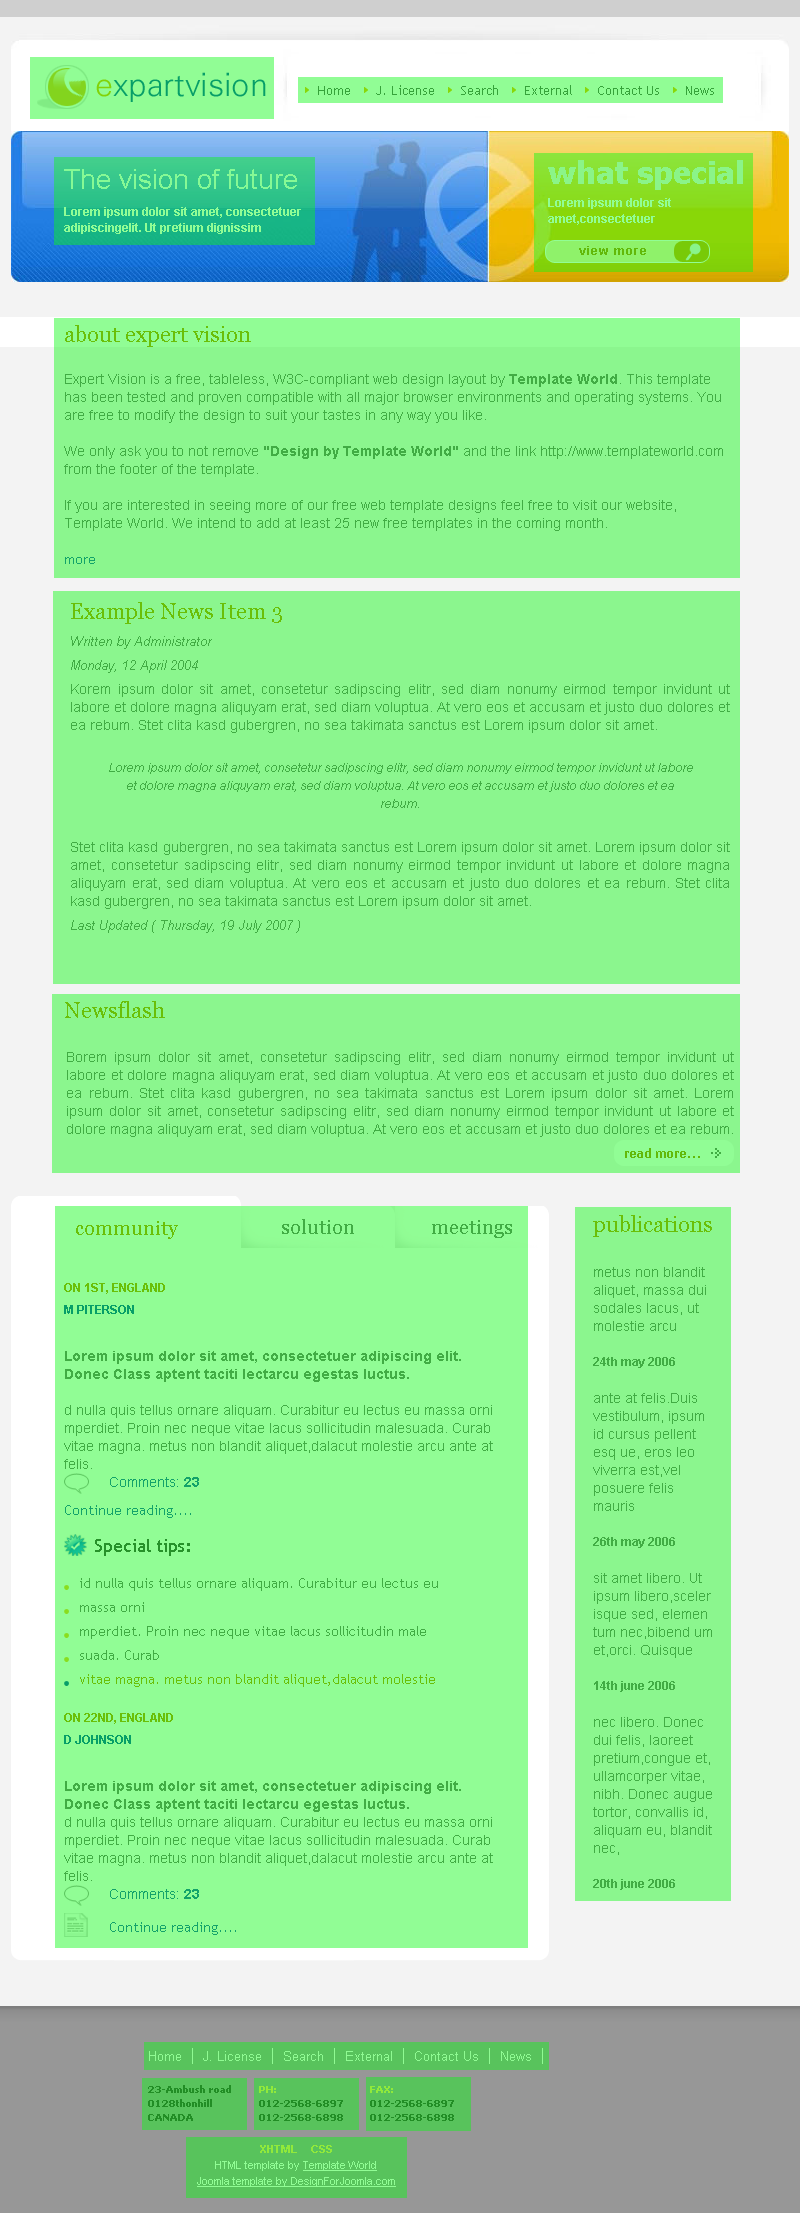 expartvision
Home J. License Search External Contact Us News
The vision of future
Lorem ipsum dolor sit amet, consectetuer
adipiscingelit. Ut pretium dignissim
what special
Lorem ipsum dolor sit
amet,consectetuer
view more
about expert vision
Expert Vision is a free, tableless, W3C-compliant web design layout by Template World. This template
has been tested and proven compatible with all major browser environments and operating systems. You
are free to modify the design to suit your tastes in any way you like.
We only ask you to not remove "Design by Template World" and the link http://www.templateworld.com
from the footer of the template.
If you are interested in seeing more of our free web template designs feel free to visit our website,
Template World. We intend to add at least 25 new free templates in the coming month.
more
Example News Item 3
Written by Administrator
Monday, 12 April 2004
Korem ipsum dolor sit amet, consetetur sadipscing elitr, sed diam nonumy eirmod tempor invidunt ut
labore et dolore magna aliquyam erat, sed diam voluptua. At vero eos et accusam et justo duo dolores et
ea rebum. Stet clita kasd gubergren, no sea takimata sanctus est Lorem ipsum dolor sit amet.
Lorem ipsum dolor sit amet, consetetur sadipscing elitr, sed diam nonumy eirmod tempor invidunt ut labore
et dolore magna aliquyam erat, sed diam voluptua. At vero eos et accusam et justo duo dolores et ea
rebum.
Stet clita kasd gubergren, no sea takimata sanctus est Lorem ipsum dolor sit amet. Lorem ipsum dolor sit
amet, consetetur sadipscing elitr, sed diam nonumy eirmod tempor invidunt ut labore et dolore magna
aliquyam erat, sed diam voluptua. At vero eos et accusam et justo duo dolores et ea rebum. Stet clita
kasd gubergren, no sea takimata sanctus est Lorem ipsum dolor sit amet.
Last Updated ( Thursday, 19 July 2007 )
Newsflash
Borem ipsum dolor sit amet, consetetur sadipscing elitr, sed diam nonumy eirmod tempor invidunt ut
labore et dolore magna aliquyam erat, sed diam voluptua. At vero eos et accusam et justo duo dolores et
ea rebum. Stet clita kasd gubergren, no sea takimata sanctus est Lorem ipsum dolor sit amet. Lorem
ipsum dolor sit amet, consetetur sadipscing elitr, sed diam nonumy eirmod tempor invidunt ut labore et
dolore magna aliquyam erat, sed diam voluptua. At vero eos et accusam et justo duo dolores et ea rebum.
read more...
community solution meetings
ON 1ST, ENGLAND
M PITERSON
Lorem ipsum dolor sit amet, consectetuer adipiscing elit.
Donec Class aptent taciti lectarcu egestas luctus.
d nulla quis tellus ornare aliquam. Curabitur eu lectus eu massa orni
mperdiet. Proin nec neque vitae lacus sollicitudin malesuada. Curab
vitae magna. metus non blandit aliquet,dalacut molestie arcu ante at
felis.
Comments: 23
Continue reading....
Special tips:
id nulla quis tellus ornare aliquam. Curabitur eu lectus eu
massa orni
mperdiet. Proin nec neque vitae lacus sollicitudin male
suada. Curab
vitae magna. metus non blandit aliquet,dalacut molestie
ON 22ND, ENGLAND
D JOHNSON
Lorem ipsum dolor sit amet, consectetuer adipiscing elit.
Donec Class aptent taciti lectarcu egestas luctus.
d nulla quis tellus ornare aliquam. Curabitur eu lectus eu massa orni
mperdiet. Proin nec neque vitae lacus sollicitudin malesuada. Curab
vitae magna. metus non blandit aliquet,dalacut molestie arcu ante at
felis.
Comments: 23
Continue reading....
publications
metus non blandit
aliquet, massa dui
sodales lacus, ut
molestie arcu
24th may 2006
ante at felis.Duis
vestibulum, ipsum
id cursus pellent
esq ue, eros leo
viverra est,vel
posuere felis
mauris
26th may 2006
sit amet libero. Ut
ipsum libero,sceler
isque sed, elemen
tum nec,bibend um
et,orci. Quisque
14th june 2006
nec libero. Donec
dui felis, laoreet
pretium,congue et,
ullamcorper vitae,
nibh. Donec augue
tortor, convallis id,
aliquam eu, blandit
nec,
20th june 2006
Home J. License Search External Contact Us News
23-Ambush road
0128thonhill
CANADA
PH:
012-2568-6897
012-2568-6898
FAX:
012-2568-6897
012-2568-6898
XHTML CSS
HTML template by Template World
Joomla template by DesignForJoomla.com